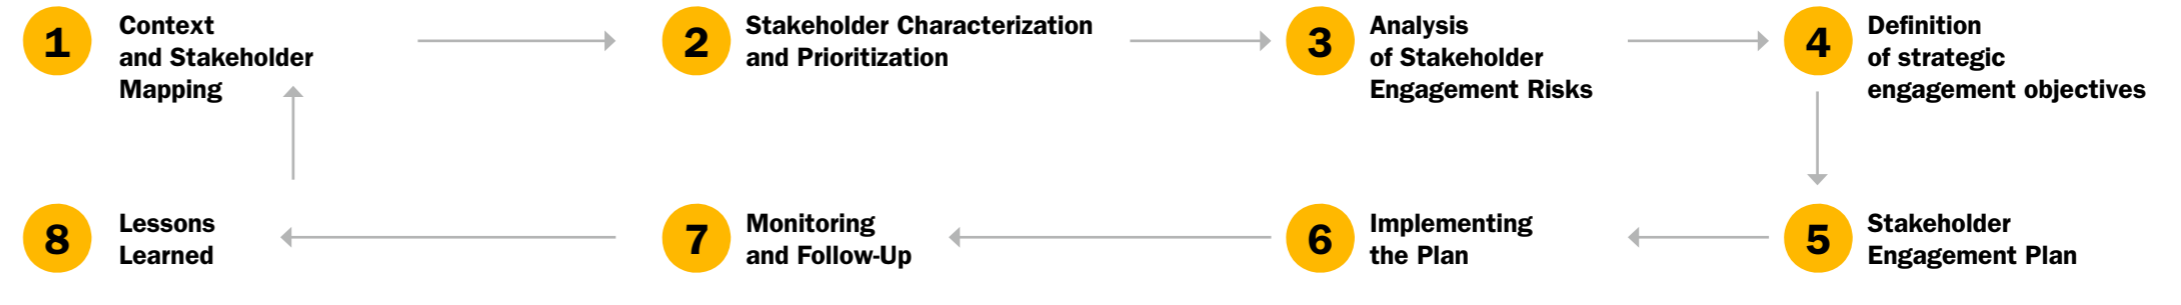 1
Context
and Stakeholder
Mapping
2
Stakeholder Characterization
and Prioritization
3
Analysis
of Stakeholder
Engagement Risks
4
Definition
of strategic
engagement objectives
5
Stakeholder
Engagement Plan
6
Implementing
the Plan
7
Monitoring
and Follow-Up
8
Lessons
Learned